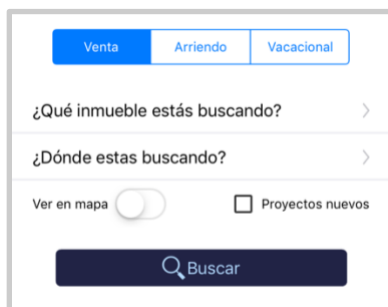 Venta Arriendo Vacacional
¿Qué inmueble estás buscando?
¿Dónde estas buscando?
Ver en mapa Proyectos nuevos
Buscar